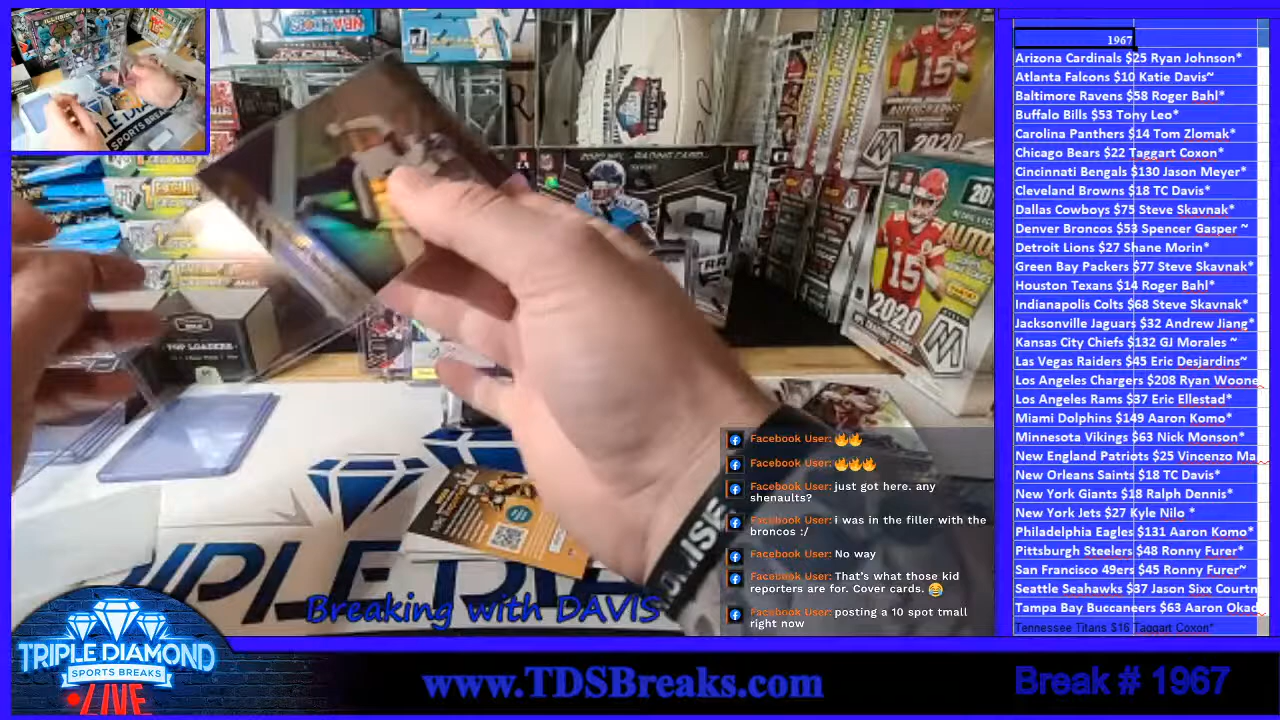 1967
Arizona Cardinals $25 Ryan Johnson*
Atlanta Falcons $10 Katie Davis~
Baltimore Ravens $58 Roger Bahl*
Buffalo Bills $53 Tony Leo*
Carolina Panthers $14 Tom Zlomak*
Chicago Bears $22 Taggart Coxon*
Cincinnati Bengals $130 Jason Meyer*
Cleveland Browns $18 TC Davis*
Dallas Cowboys $75 Steve Skavnak*
Denver Broncos $53 Spencer Gasper ~
Detroit Lions $27 Shane Morin*
Green Bay Packers $77 Steve Skavnak*
Houston Texans $14 Roger Bahl*
Indianapolis Colts $68 Steve Skavnak*
Jacksonville Jaguars $32 Andrew Jiang*
Kansas City Chiefs $132 GJ Morales ~
Las Vegas Raiders $45 Eric Desjardins~
Los Angeles Chargers $208 Ryan Woone
Los Angeles Rams $37 Eric Ellestad*
Miami Dolphins $149 Aaron Komo*
Minnesota Vikings $63 Nick Monson*
New England Patriots $25 Vincenzo Ma
New Orleans Saints $18 TC Davis*
New York Giants $18 Ralph Dennis*
New York Jets $27 Kyle Nilo *
Philadelphia Eagles $131 Aaron Komo*
Pittsburgh Steelers $48 Ronny Furer*
San Francisco 49ers $45 Ronny Furer~
Seattle Seahawks $37 Jason Sixx Courtn
Tampa Bay Buccaneers $63 Aaron Okad
Tennessee Titans $16 Taggart Coxon*
Facebook User: 🔥🔥
Facebook User: 🔥🔥🔥
Facebook User: just got here. any
shenaults?
Facebook User: i was in the filler with the
broncos :/
Facebook User: No way
Facebook User: That's what those kid
reporters are for. Cover cards. 😂
Facebook User: posting a 10 spot tmall
right now
TOP LOADERS
15
2020
15
2020
TRIPLE DIA
Breaking with DAVIS
TRIPLE DIAMOND
SPORTS BREAKS
LIVE
www.TDSBreaks.com
Break # 1967